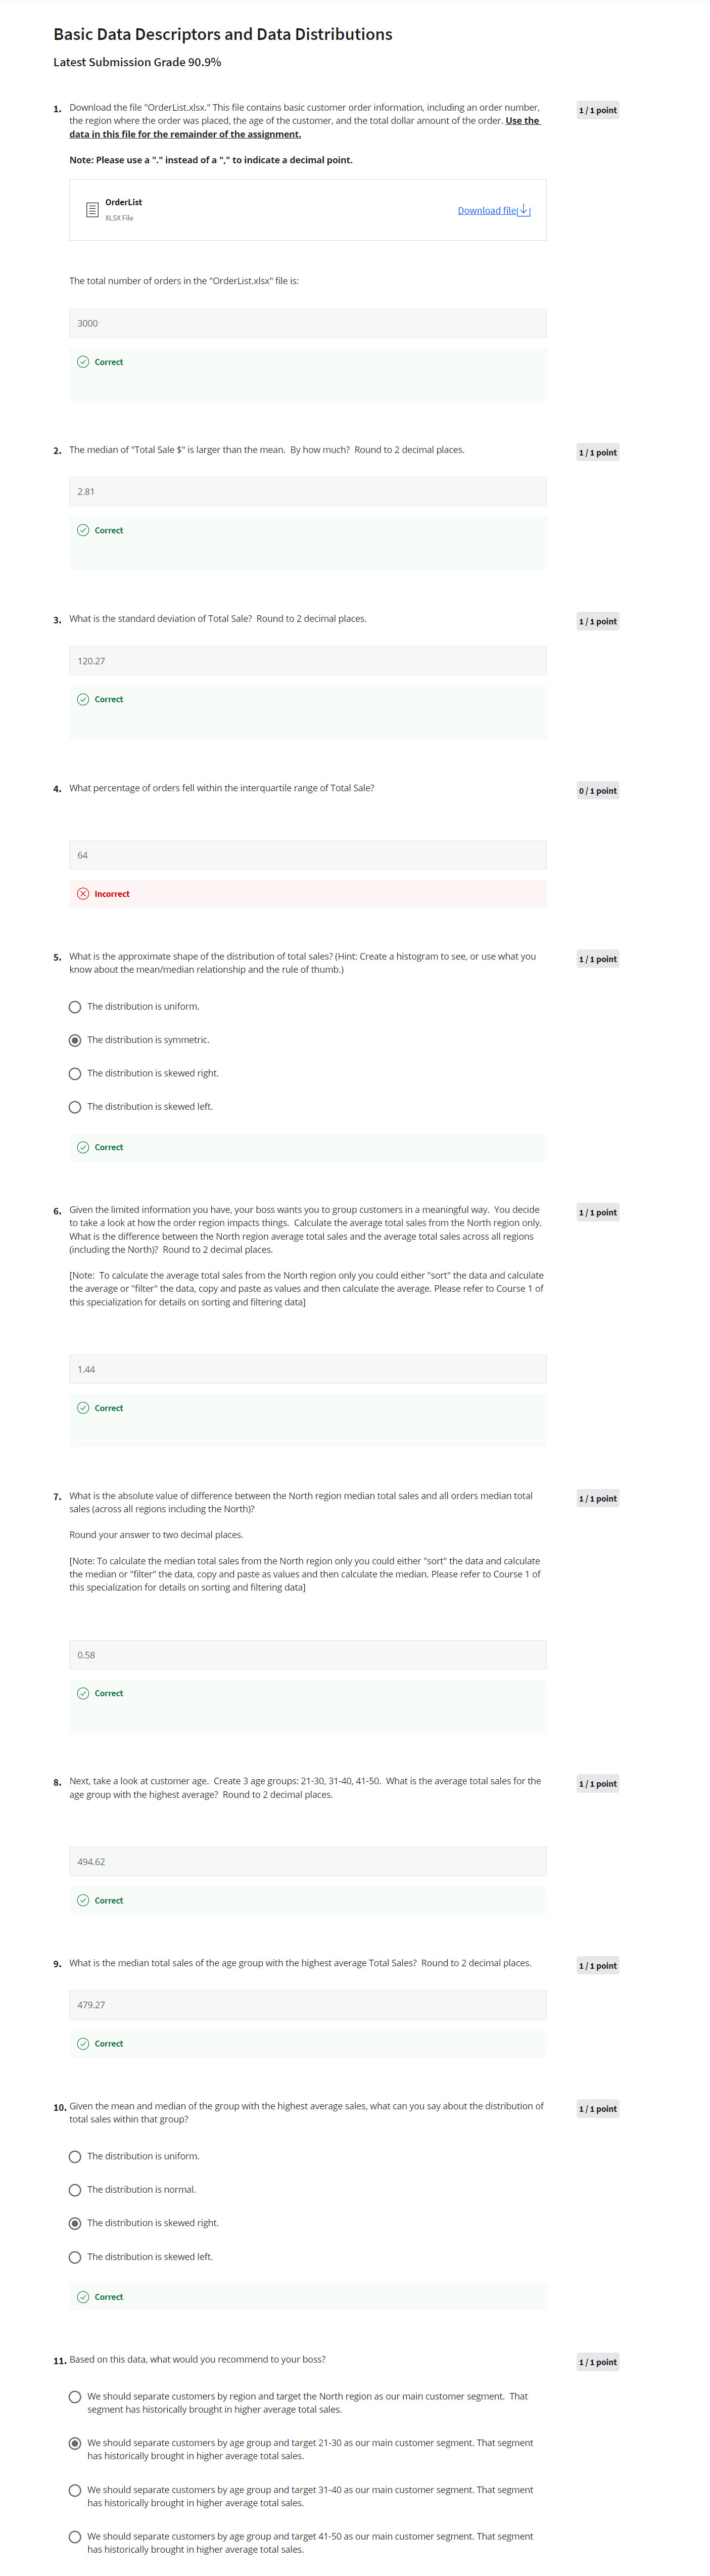 Basic Data Descriptors and Data Distributions
Latest Submission Grade 90.9%
1. Download the file "OrderList.xlsx." This file contains basic customer order information, including an order number,
1 / 1 point
the region where the order was placed, the age of the customer, and the total dollar amount of the order. Use the
data in this file for the remainder of the assignment.
Note: Please use a "." instead of a "," to indicate a decimal point.
OrderList
XLSX File
Download file
The total number of orders in the "OrderList.xlsx" file is:
3000
Correct
2. The median of "Total Sale $" is larger than the mean. By how much? Round to 2 decimal places.
1 / 1 point
2.81
Correct
3. What is the standard deviation of Total Sale? Round to 2 decimal places.
1 / 1 point
120.27
Correct
4. What percentage of orders fell within the interquartile range of Total Sale?
0 / 1 point
64
Incorrect
5. What is the approximate shape of the distribution of total sales? (Hint: Create a histogram to see, or use what you
1 / 1 point
know about the mean/median relationship and the rule of thumb.)
The distribution is uniform.
The distribution is symmetric.
The distribution is skewed right.
The distribution is skewed left.
Correct
6. Given the limited information you have, your boss wants you to group customers in a meaningful way. You decide
1 / 1 point
to take a look at how the order region impacts things. Calculate the average total sales from the North region only.
What is the difference between the North region average total sales and the average total sales across all regions
(including the North)? Round to 2 decimal places.
[Note: To calculate the average total sales from the North region only you could either "sort" the data and calculate
the average or "filter" the data, copy and paste as values and then calculate the average. Please refer to Course 1 of
this specialization for details on sorting and filtering data]
1.44
Correct
7. What is the absolute value of difference between the North region median total sales and all orders median total
1 / 1 point
sales (across all regions including the North)?
Round your answer to two decimal places.
[Note: To calculate the median total sales from the North region only you could either "sort" the data and calculate
the median or "filter" the data, copy and paste as values and then calculate the median. Please refer to Course 1 of
this specialization for details on sorting and filtering data]
0.58
Correct
8. Next, take a look at customer age. Create 3 age groups: 21-30, 31-40, 41-50. What is the average total sales for the
1 / 1 point
age group with the highest average? Round to 2 decimal places.
494.62
Correct
9. What is the median total sales of the age group with the highest average Total Sales? Round to 2 decimal places.
1 / 1 point
479.27
Correct
10. Given the mean and median of the group with the highest average sales, what can you say about the distribution of
1 / 1 point
total sales within that group?
The distribution is uniform.
The distribution is normal.
The distribution is skewed right.
The distribution is skewed left.
Correct
11. Based on this data, what would you recommend to your boss?
1 / 1 point
We should separate customers by region and target the North region as our main customer segment. That
segment has historically brought in higher average total sales.
We should separate customers by age group and target 21-30 as our main customer segment. That segment
has historically brought in higher average total sales.
We should separate customers by age group and target 31-40 as our main customer segment. That segment
has historically brought in higher average total sales.
We should separate customers by age group and target 41-50 as our main customer segment. That segment
has historically brought in higher average total sales.